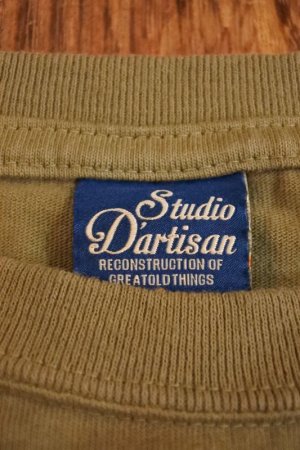 Studio
D'artisan
RECONSTRUCTION OF
GREATOLDTHINGS